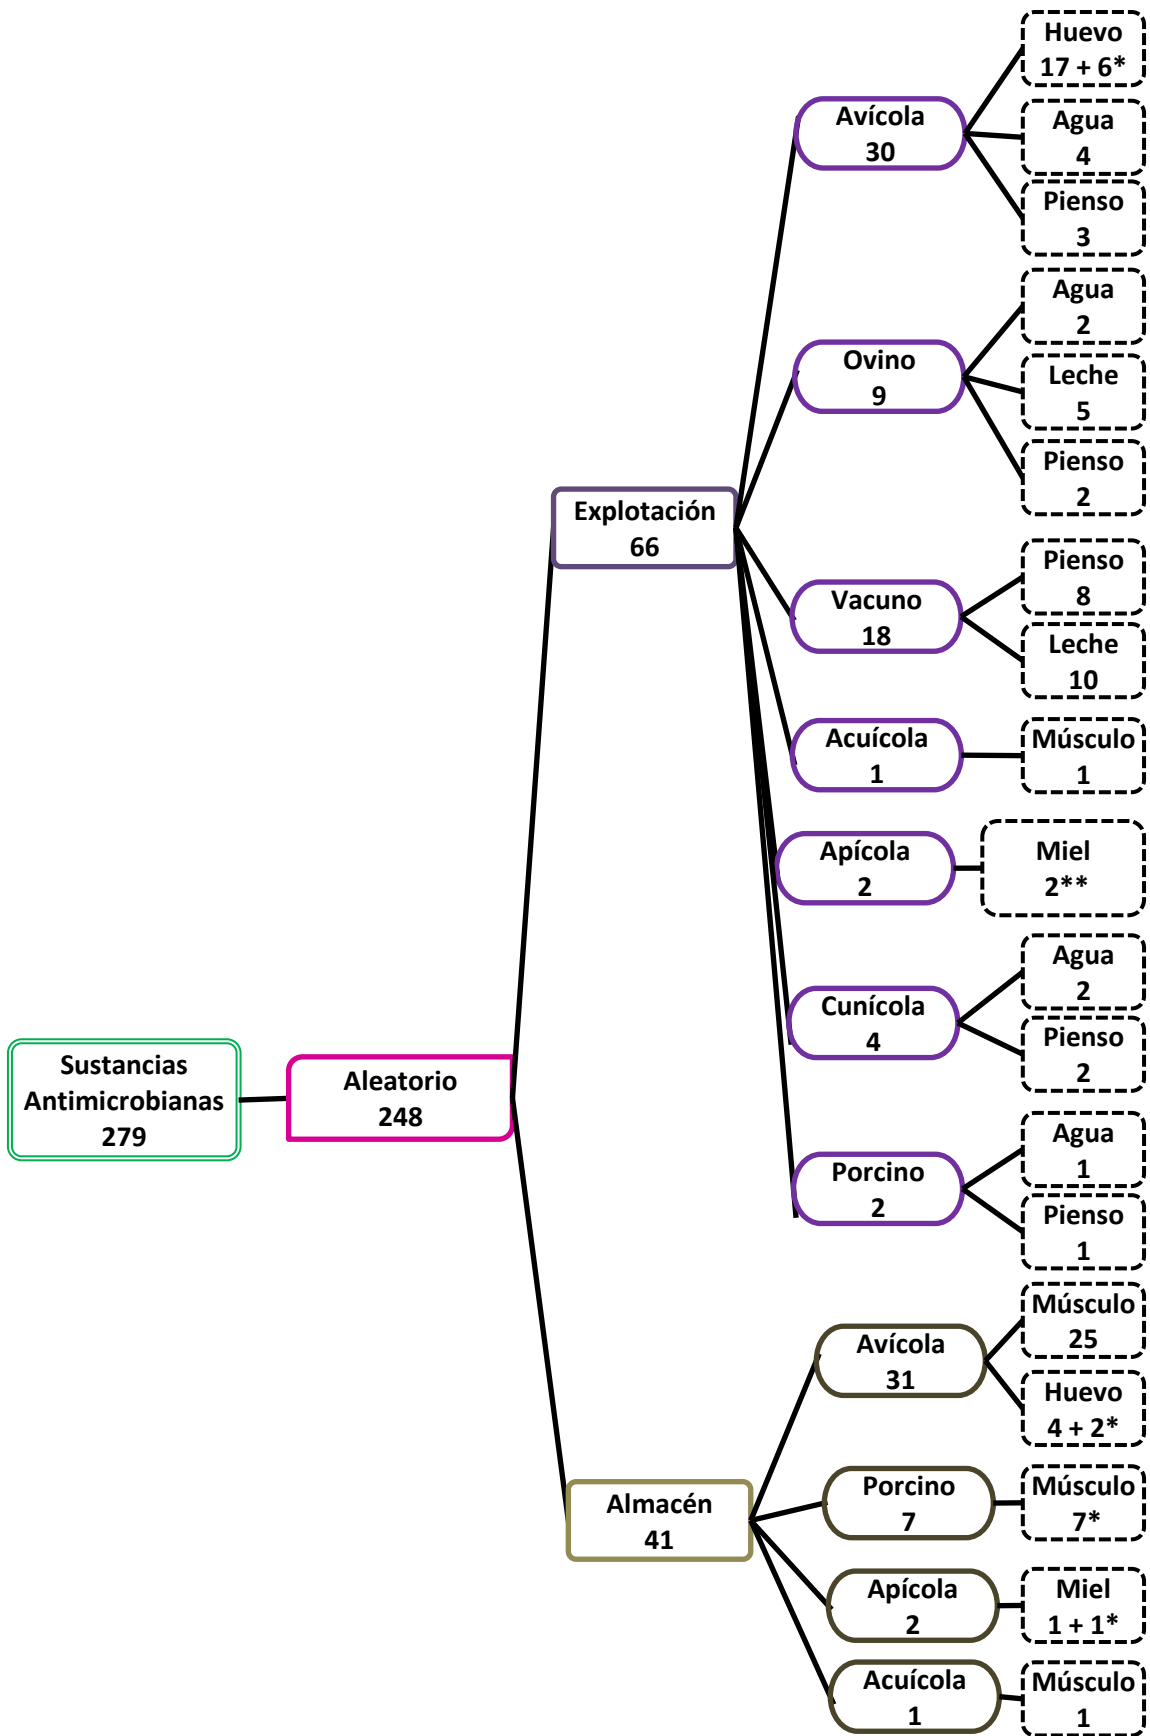 Sustancias
Antimicrobianas
279
Aleatorio
248
Explotación
66
Avícola
30
Huevo
17 + 6*
Agua
4
Pienso
3
Ovino
9
Agua
2
Leche
5
Pienso
2
Vacuno
18
Pienso
8
Leche
10
Acuícola
1
Músculo
1
Apícola
2
Miel
2**
Cunícola
4
Agua
2
Pienso
2
Porcino
2
Agua
1
Pienso
1
Almacén
41
Avícola
31
Músculo
25
Huevo
4 + 2*
Porcino
7
Músculo
7*
Apícola
2
Miel
1 + 1*
Acuícola
1
Músculo
1